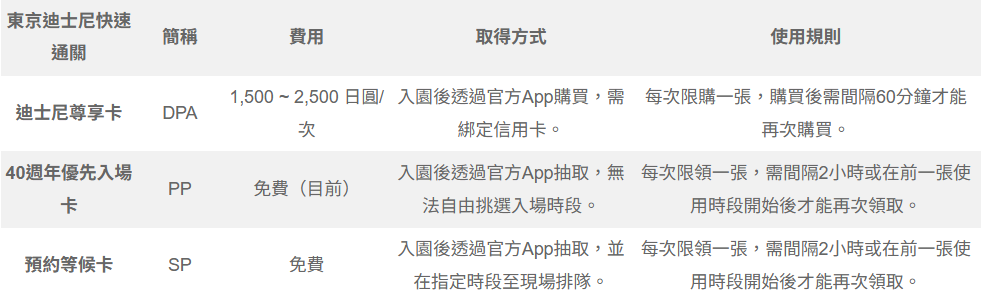 東京迪士尼快速通關 簡稱 費用 取得方式 使用規則
迪士尼尊享卡 DPA 1,500 ~ 2,500 日圓/次 入園後透過官方App購買，需綁定信用卡。 每次限購一張，購買後需間隔60分鐘才能再次購買。
40週年優先入場卡 PP 免費（目前） 入園後透過官方App抽取，無法自由挑選入場時段。 每次限領一張，需間隔2小時或在前一張使用時段開始後才能再次領取。
預約等候卡 SP 免費 入園後透過官方App抽取，並在指定時段至現場排隊。 每次限領一張，需間隔2小時或在前一張使用時段開始後才能再次領取。